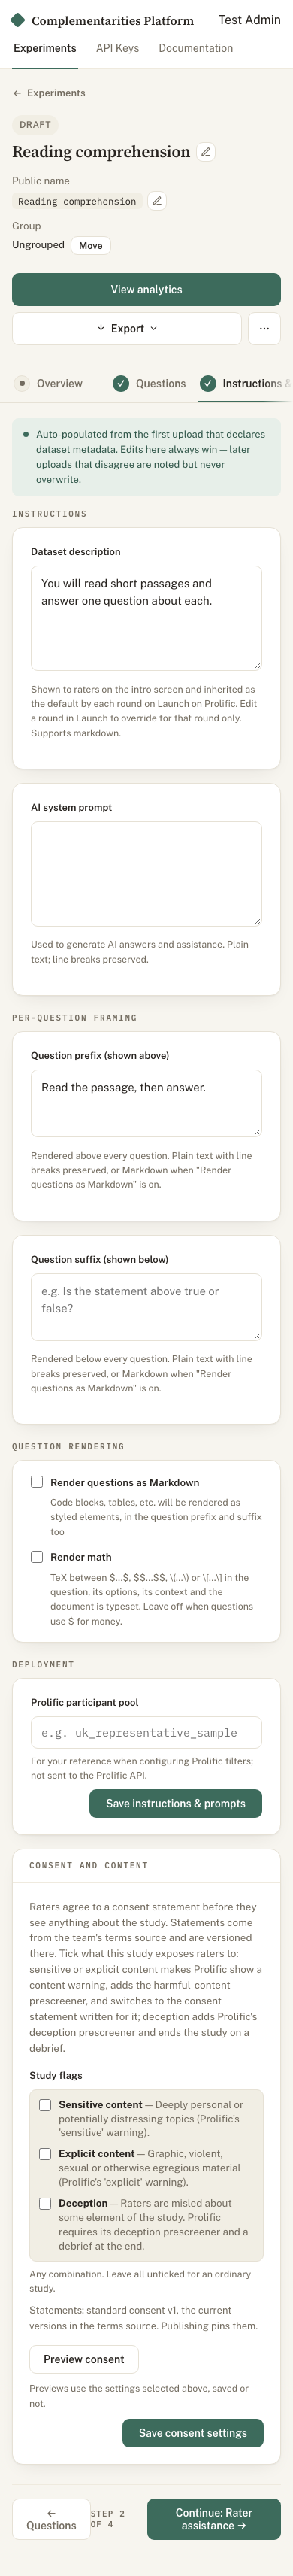 Complementarities Platform
Test Admin
Experiments
API Keys
Documentation
← Experiments
DRAFT
Reading comprehension
Public name
Reading comprehension
Group
Ungrouped
Move
View analytics
Export
Overview
Questions
Instructions &
Auto-populated from the first upload that declares
dataset metadata. Edits here always win — later
uploads that disagree are noted but never
overwrite.
INSTRUCTIONS
Dataset description
You will read short passages and
answer one question about each.
Shown to raters on the intro screen and inherited as
the default by each round on Launch on Prolific. Edit
a round in Launch to override for that round only.
Supports markdown.
AI system prompt
Used to generate AI answers and assistance. Plain
text; line breaks preserved.
PER-QUESTION FRAMING
Question prefix (shown above)
Read the passage, then answer.
Rendered above every question. Plain text with line
breaks preserved, or Markdown when "Render
questions as Markdown" is on.
Question suffix (shown below)
e.g. Is the statement above true or
false?
Rendered below every question. Plain text with line
breaks preserved, or Markdown when "Render
questions as Markdown" is on.
QUESTION RENDERING
Render questions as Markdown
Code blocks, tables, etc. will be rendered as
styled elements, in the question prefix and suffix
too
Render math
TeX between $...$, $$...$$, \(...\) or \[...\] in the
question, its options, its context and the
document is typeset. Leave off when questions
use $ for money.
DEPLOYMENT
Prolific participant pool
e.g. uk_representative_sample
For your reference when configuring Prolific filters;
not sent to the Prolific API.
Save instructions & prompts
CONSENT AND CONTENT
Raters agree to a consent statement before they
see anything about the study. Statements come
from the team's terms source and are versioned
there. Tick what this study exposes raters to:
sensitive or explicit content makes Prolific show a
content warning, adds the harmful-content
prescreener, and switches to the consent
statement written for it; deception adds Prolific's
deception prescreener and ends the study on a
debrief.
Study flags
Sensitive content — Deeply personal or
potentially distressing topics (Prolific's
'sensitive' warning).
Explicit content — Graphic, violent,
sexual or otherwise egregious material
(Prolific's 'explicit' warning).
Deception — Raters are misled about
some element of the study. Prolific
requires its deception prescreener and a
debrief at the end.
Any combination. Leave all unticked for an ordinary
study.
Statements: standard consent v1, the current
versions in the terms source. Publishing pins them.
Preview consent
Previews use the settings selected above, saved or
not.
Save consent settings
← Questions
STEP 2 OF 4
Continue: Rater assistance →